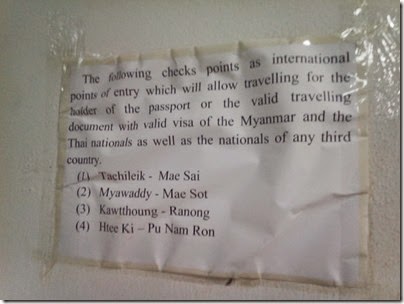 The following checks points as international
points of entry which will allow travelling for the
holder of the passport or the valid travelling
document with valid visa of the Myanmar and the
Thai nationals as well as the nationals of any third
country.
(1) Tachileik - Mae Sai
(2) Myawaddy - Mae Sot
(3) Kawtthoung - Ranong
(4) Htee Ki – Pu Nam Ron